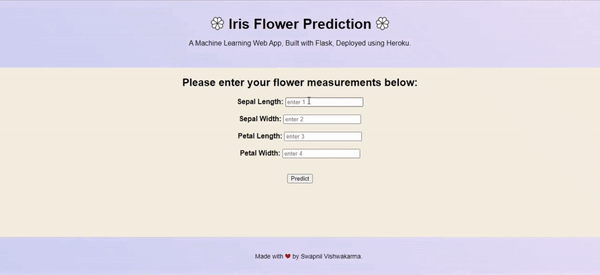 Iris Flower Prediction
A Machine Learning Web App, Built with Flask, Deployed using Heroku.
Please enter your flower measurements below:
Sepal Length: enter 1
Sepal Width: enter 2
Petal Length: enter 3
Petal Width: enter 4
Predict
Made with ❤ by Swapnil Vishwakarma